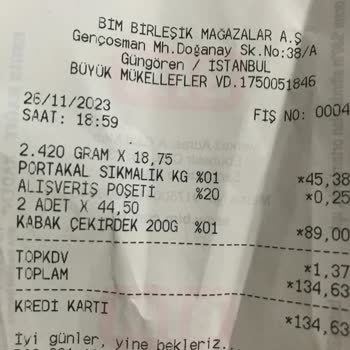 BİM BİRLEŞİK MAĞAZALAR A.Ş
Gençosman Mh.Doğanay Sk.No:38/A
Güngören / İSTANBUL
BÜYÜK MÜKELLEFLER VD.1750051846
26/11/2023
FİŞ NO: 0004
SAAT: 18:59
2.420 GRAM X 18,75
PORTAKAL SIKMALIK KG %01 *45,38
ALIŞVERİŞ POŞETİ %20 *0,25
2 ADET X 44,50
KABAK ÇEKİRDEK 200G %01 *89,00
TOPKDV *1,37
TOPLAM *134,63
KREDİ KARTI *134,63
İyi günler, yine bekleriz..